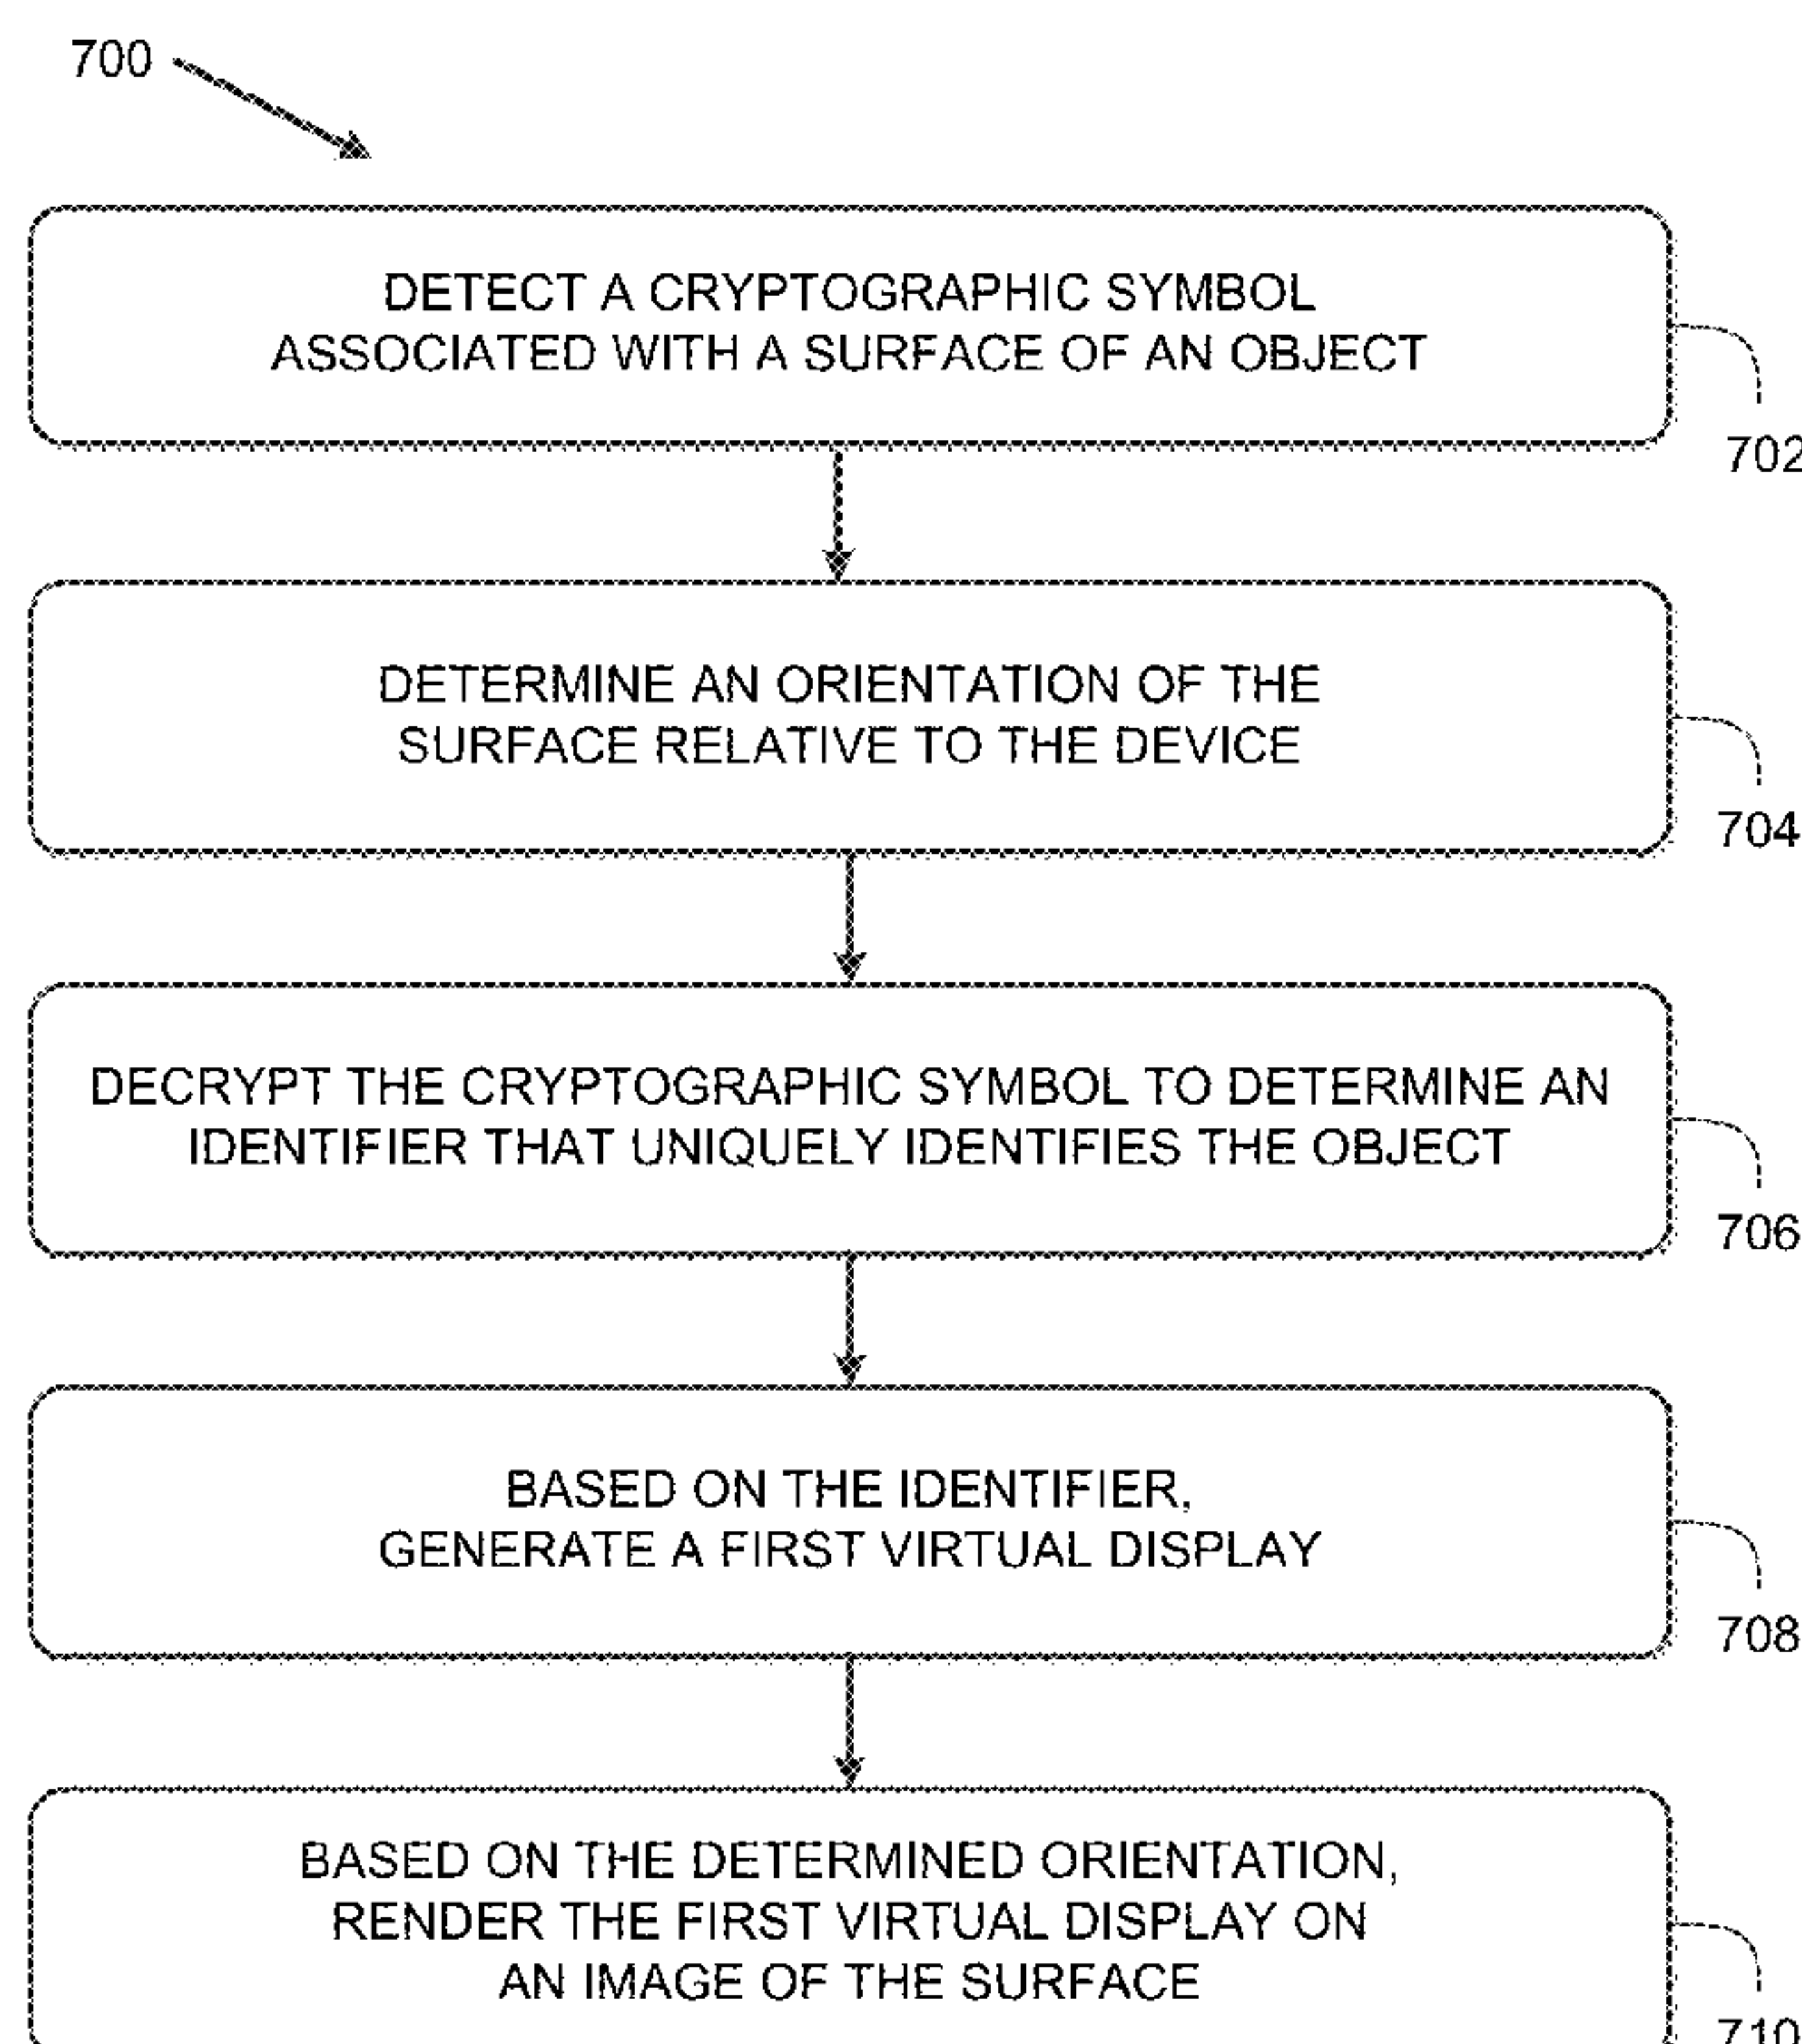 700
DETECT A CRYPTOGRAPHIC SYMBOL
ASSOCIATED WITH A SURFACE OF AN OBJECT
702
DETERMINE AN ORIENTATION OF THE
SURFACE RELATIVE TO THE DEVICE
704
DECRYPT THE CRYPTOGRAPHIC SYMBOL TO DETERMINE AN
IDENTIFIER THAT UNIQUELY IDENTIFIES THE OBJECT
706
BASED ON THE IDENTIFIER,
GENERATE A FIRST VIRTUAL DISPLAY
708
BASED ON THE DETERMINED ORIENTATION,
RENDER THE FIRST VIRTUAL DISPLAY ON
AN IMAGE OF THE SURFACE
710